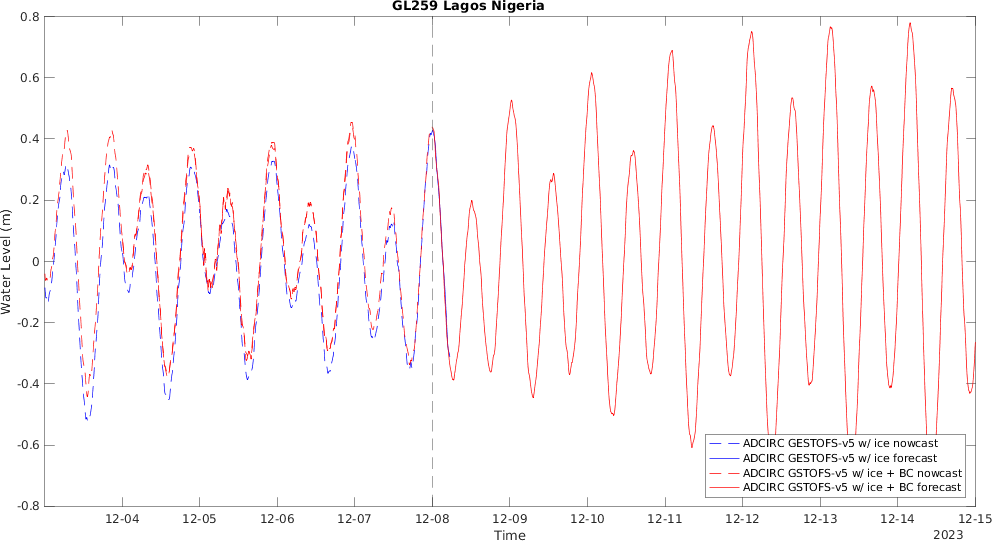 GL259 Lagos Nigeria
0.8
0.6
0.4
0.2
0
-0.2
-0.4
-0.6
-0.8
Water Level (m)
12-04 12-05 12-06 12-07 12-08 12-09 12-10 12-11 12-12 12-13 12-14 12-15
Time
2023
ADCIRC GESTOFS-v5 w/ ice nowcast
ADCIRC GESTOFS-v5 w/ ice forecast
ADCIRC GSTOFS-v5 w/ ice + BC nowcast
ADCIRC GSTOFS-v5 w/ ice + BC forecast